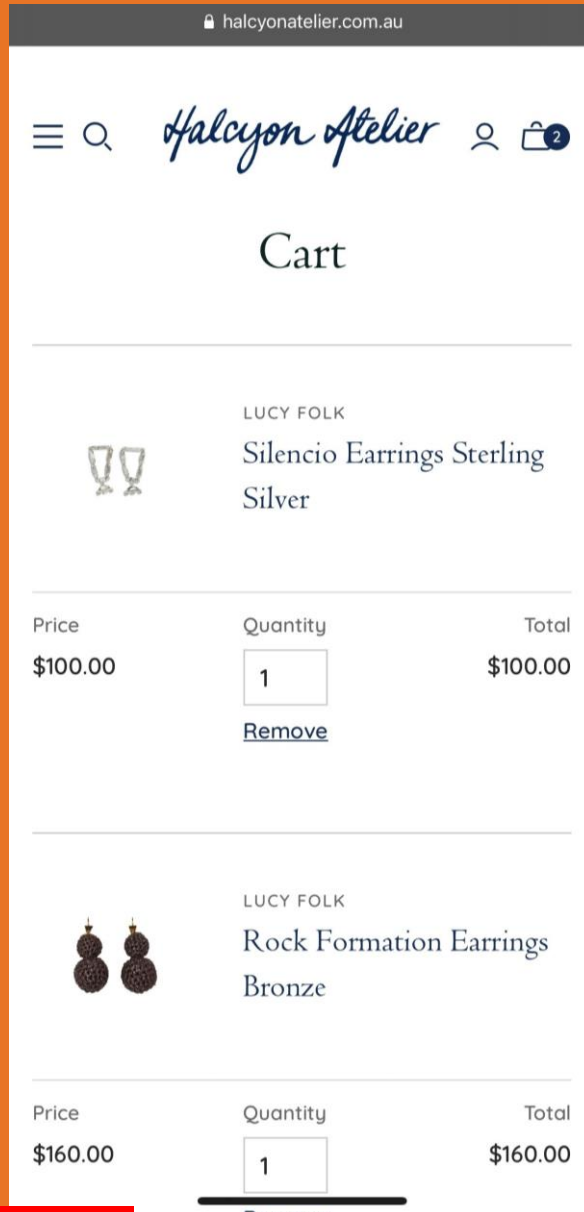 halcyonatelier.com.au
Halcyon Atelier
2
Cart
LUCY FOLK
Silencio Earrings Sterling
Silver
Price Quantity Total
$100.00 1 $100.00
Remove
LUCY FOLK
Rock Formation Earrings
Bronze
Price Quantity Total
$160.00 1 $160.00